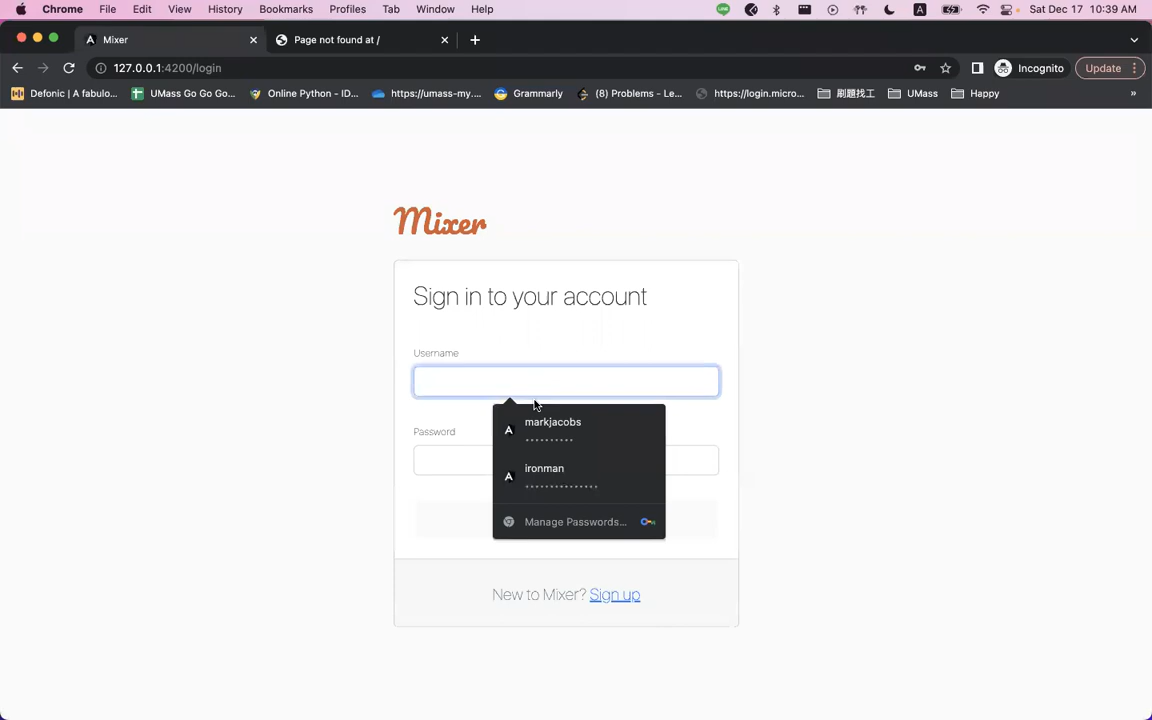 Chrome File Edit View History Bookmarks Profiles Tab Window Help LINE A Sat Dec 17 10:39 AM
Mixer
Page not found at /
127.0.0.1:4200/login
Incognito
Update
Defonic | A fabulo...
UMass Go Go Go...
Online Python - ID...
https://umass-my....
Grammarly
(8) Problems - Le...
https://login.micro...
刷題找工
UMass
Happy
»
Mixer
Sign in to your account
Username
markjacobs
••••••••••
Password
ironman
•••••••••••••••
Manage Passwords...
New to Mixer? Sign up